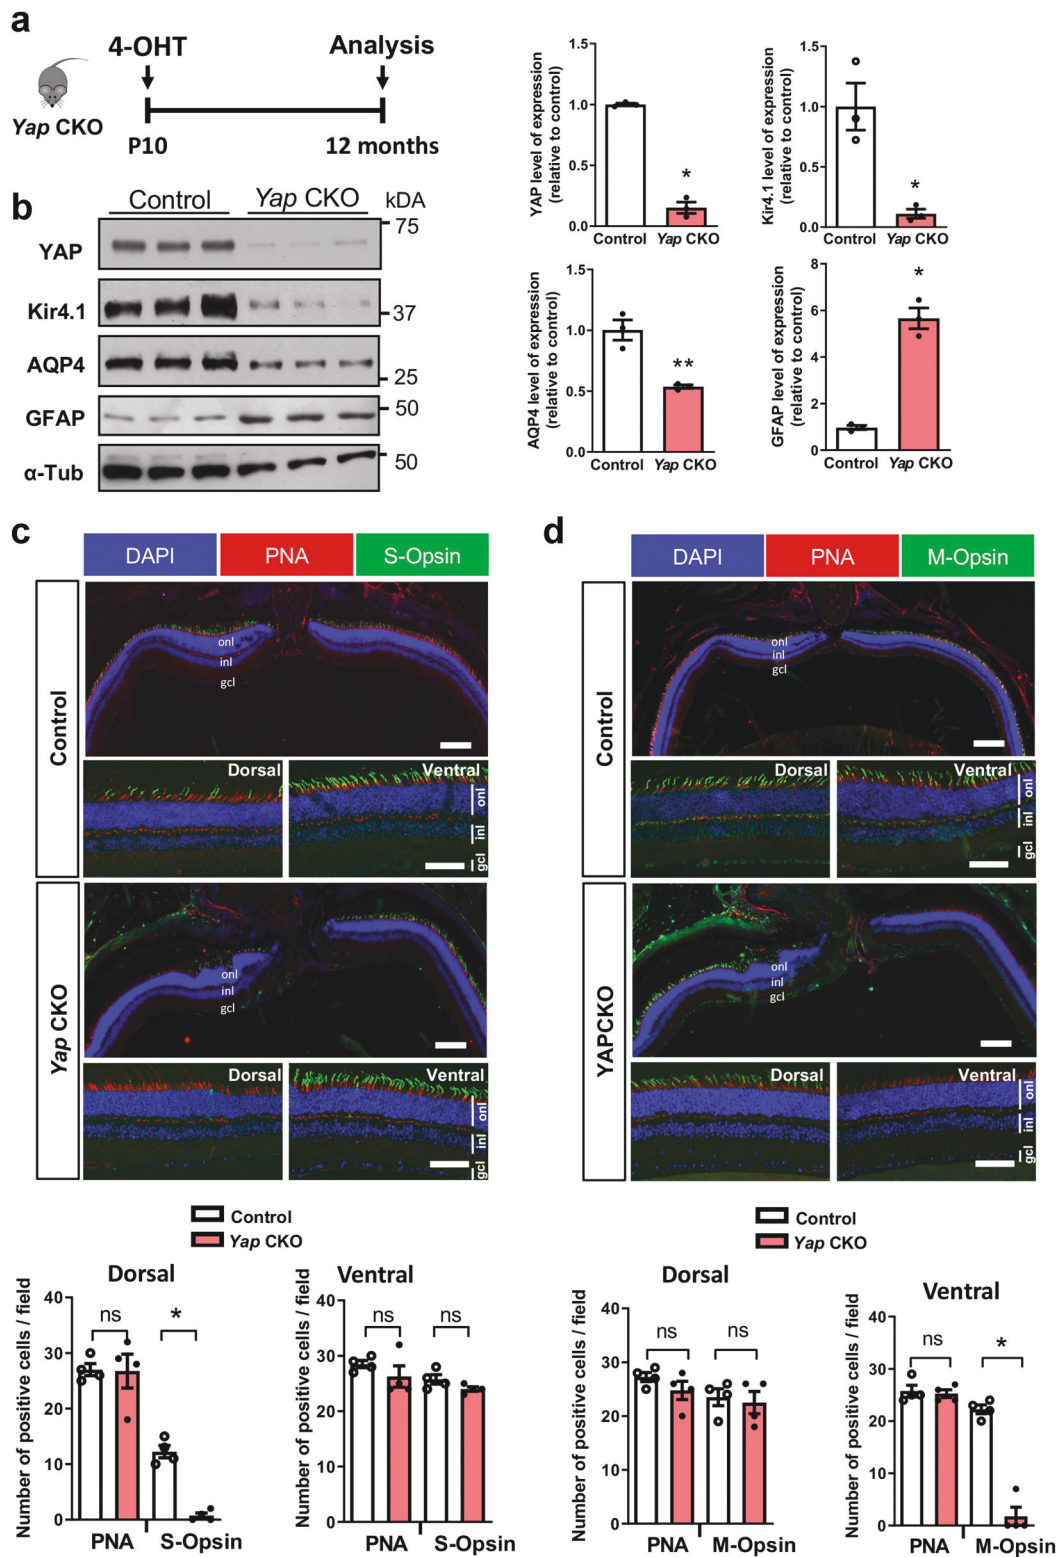 a
4-OHT
Analysis
Yap CKO
P10
12 months
YAP level of expression
(relative to control)
1.5
1.0
0.5
0.0
*
Control
Yap CKO
Kir4.1 level of expression
(relative to control)
1.5
1.0
0.5
0.0
*
Control
Yap CKO
b
Control
Yap CKO
kDA
YAP
75
Kir4.1
37
AQP4
25
GFAP
50
α-Tub
50
AQP4 level of expression
(relative to control)
1.5
1.0
0.5
0.0
**
Control
Yap CKO
GFAP level of expression
(relative to control)
8
6
4
2
0
*
Control
Yap CKO
c
DAPI
PNA
S-Opsin
Control
onl
inl
gcl
Dorsal
Ventral
onl
inl
gcl
Yap CKO
onl
inl
gcl
Dorsal
Ventral
onl
inl
gcl
Control
Yap CKO
Dorsal
Number of positive cells / field
40
30
20
10
0
ns
*
PNA
S-Opsin
Ventral
Number of positive cells / field
40
30
20
10
0
ns
ns
PNA
S-Opsin
d
DAPI
PNA
M-Opsin
Control
onl
inl
gcl
Dorsal
Ventral
onl
inl
gcl
YAPCKO
onl
inl
gcl
Dorsal
Ventral
onl
inl
gcl
Control
Yap CKO
Dorsal
Number of positive cells / field
40
30
20
10
0
ns
ns
PNA
M-Opsin
Ventral
Number of positive cells / field
40
30
20
10
0
ns
*
PNA
M-Opsin